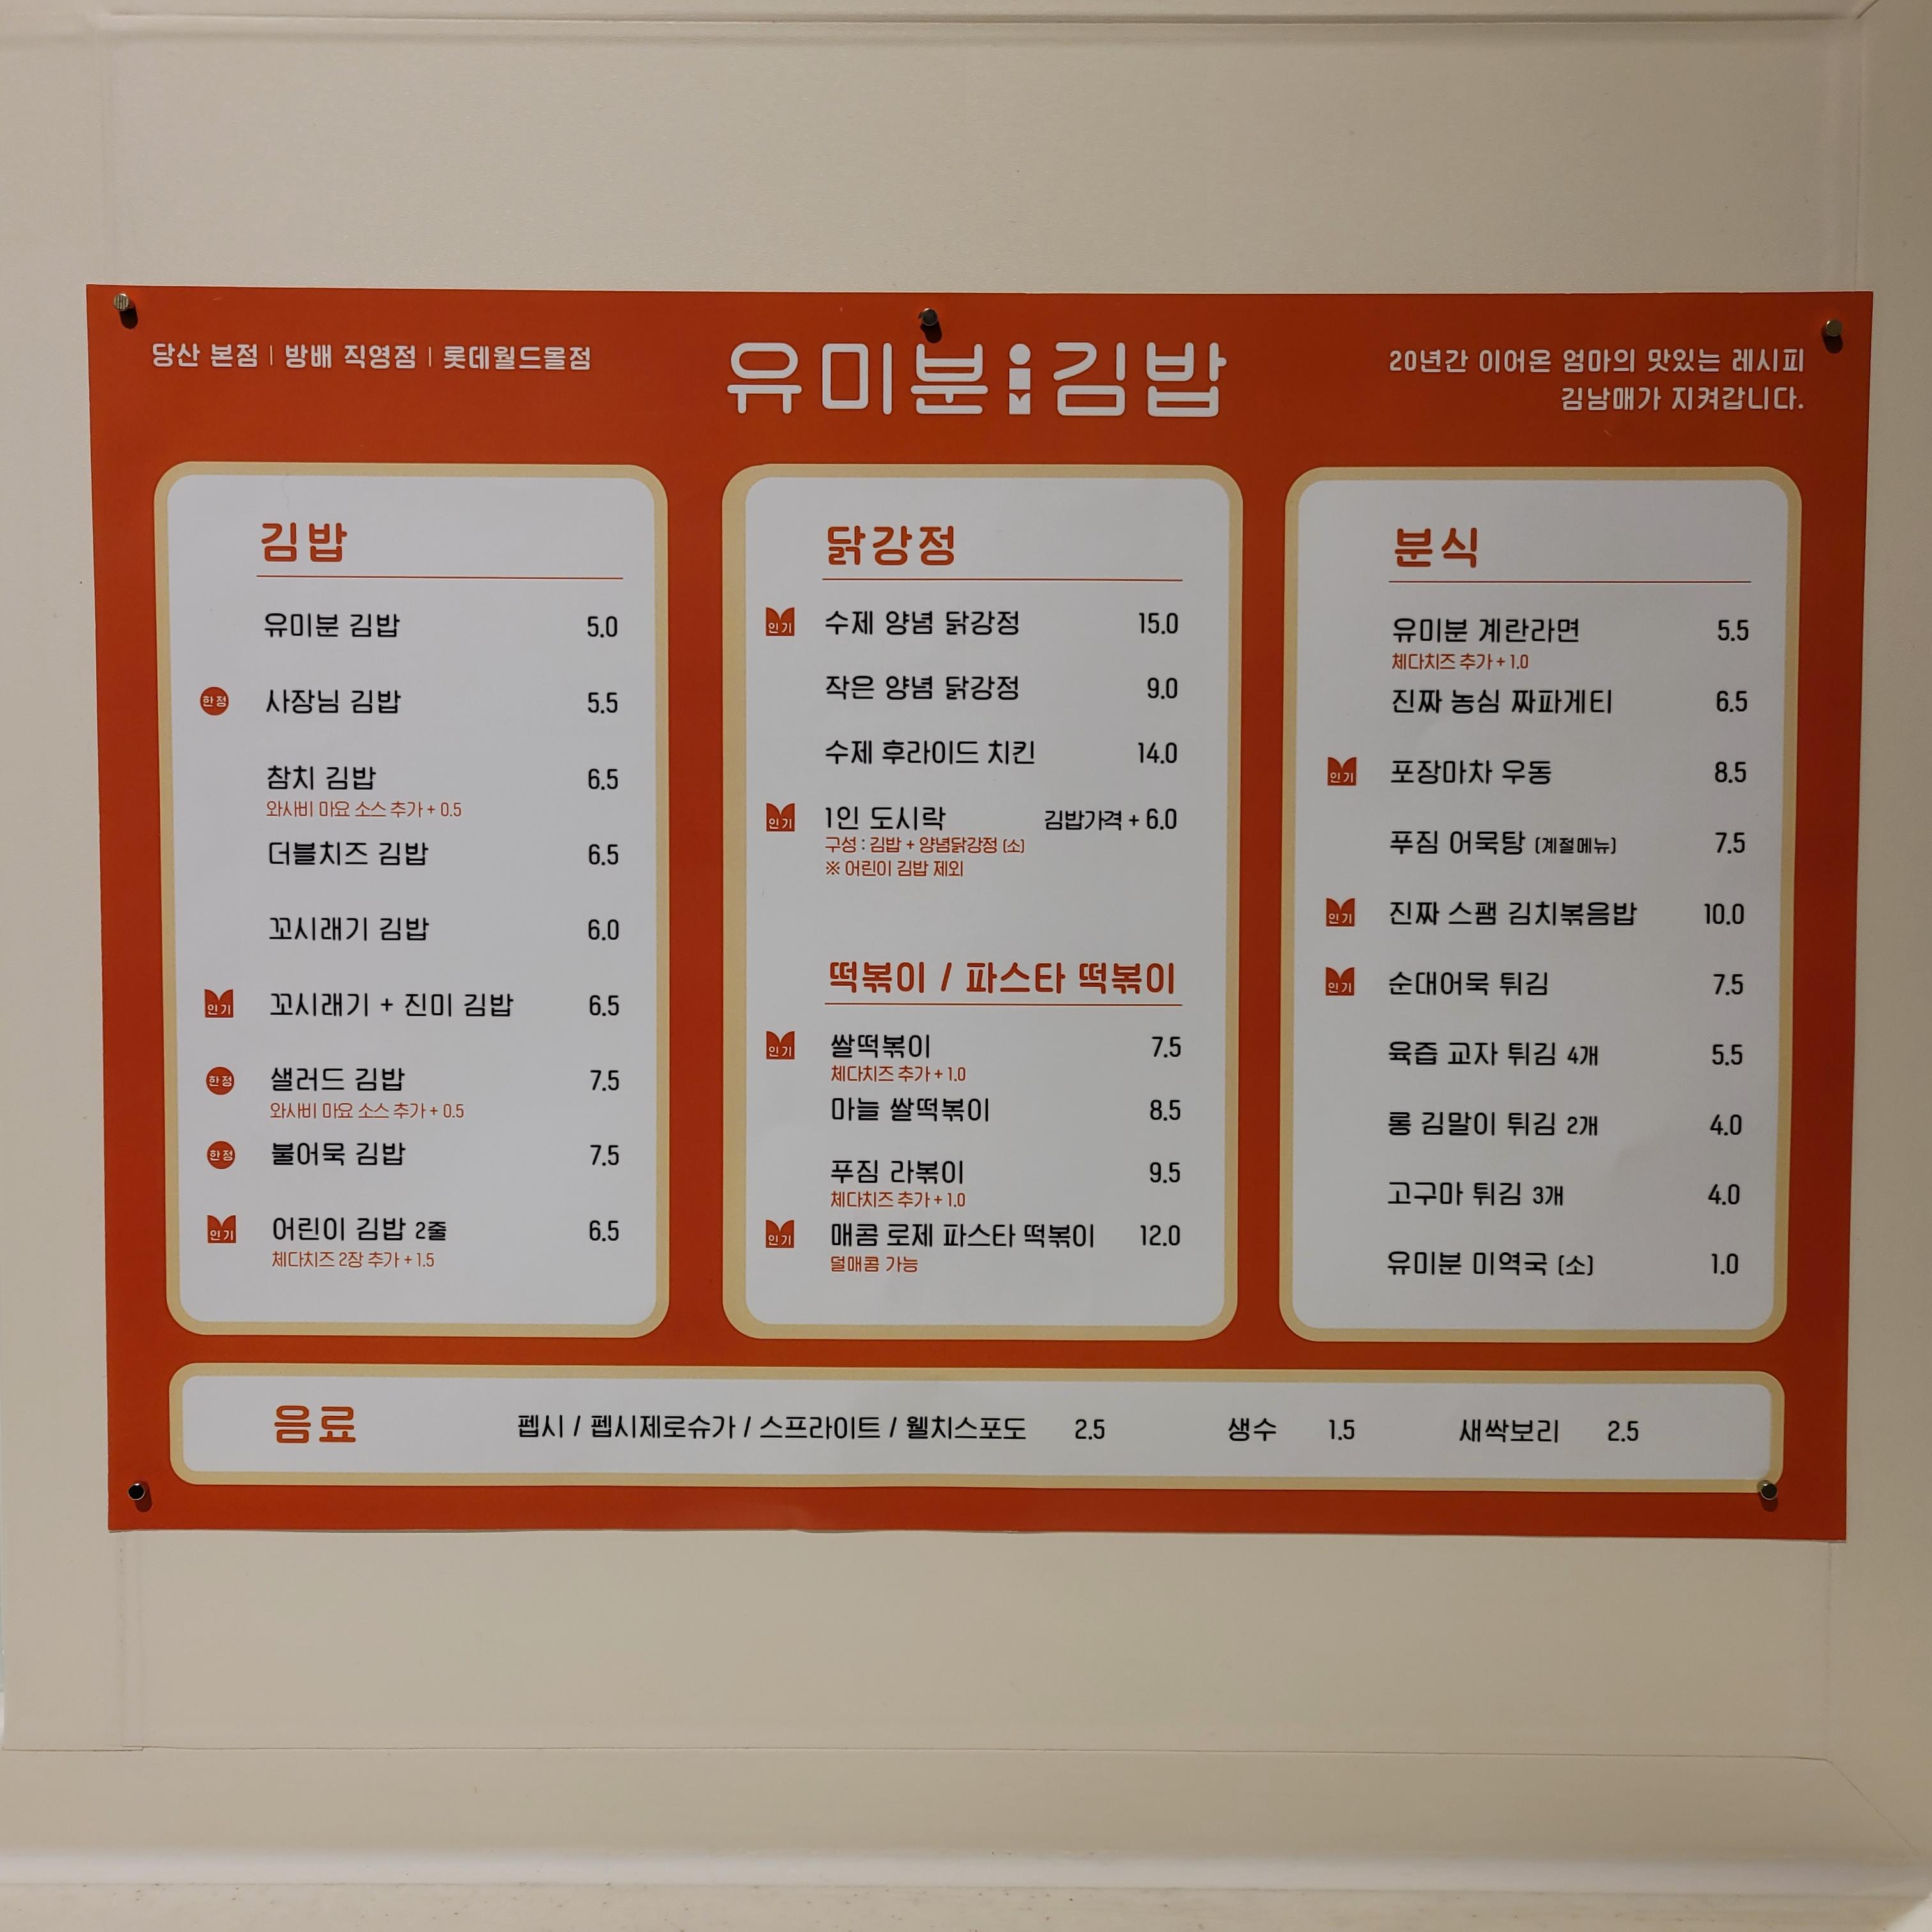 당산 본점 | 방배 직영점 | 롯데월드몰점
유미분 김밥
20년간 이어온 엄마의 맛있는 레시피
김남매가 지켜갑니다.
김밥
유미분 김밥 5.0
한정 사장님 김밥 5.5
참치 김밥 6.5
와사비 마요 소스 추가 + 0.5
더블치즈 김밥 6.5
꼬시래기 김밥 6.0
인기 꼬시래기 + 진미 김밥 6.5
한정 샐러드 김밥 7.5
와사비 마요 소스 추가 + 0.5
한정 불어묵 김밥 7.5
인기 어린이 김밥 2줄 6.5
체다치즈 2장 추가 + 1.5
닭강정
인기 수제 양념 닭강정 15.0
작은 양념 닭강정 9.0
수제 후라이드 치킨 14.0
인기 1인 도시락 김밥가격 + 6.0
구성 : 김밥 + 양념닭강정 (소)
※ 어린이 김밥 제외
떡볶이 / 파스타 떡볶이
인기 쌀떡볶이 7.5
체다치즈 추가 + 1.0
마늘 쌀떡볶이 8.5
푸짐 라볶이 9.5
체다치즈 추가 + 1.0
인기 매콤 로제 파스타 떡볶이 12.0
덜매콤 가능
분식
유미분 계란라면 5.5
체다치즈 추가 + 1.0
진짜 농심 짜파게티 6.5
인기 포장마차 우동 8.5
푸짐 어묵탕 (계절메뉴) 7.5
인기 진짜 스팸 김치볶음밥 10.0
인기 순대어묵 튀김 7.5
육즙 교자 튀김 4개 5.5
롱 김말이 튀김 2개 4.0
고구마 튀김 3개 4.0
유미분 미역국 (소) 1.0
음료 펩시 / 펩시제로슈가 / 스프라이트 / 웰치스포도 2.5 생수 1.5 새싹보리 2.5